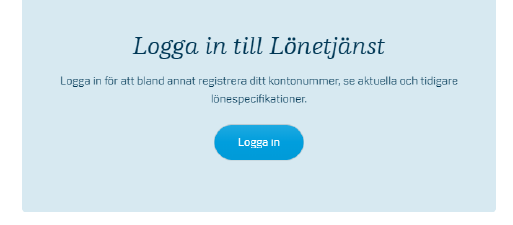 Logga in till Lönetjänst
Logga in för att bland annat registrera ditt kontonummer, se aktuella och tidigare
lönespecifikationer.
Logga in